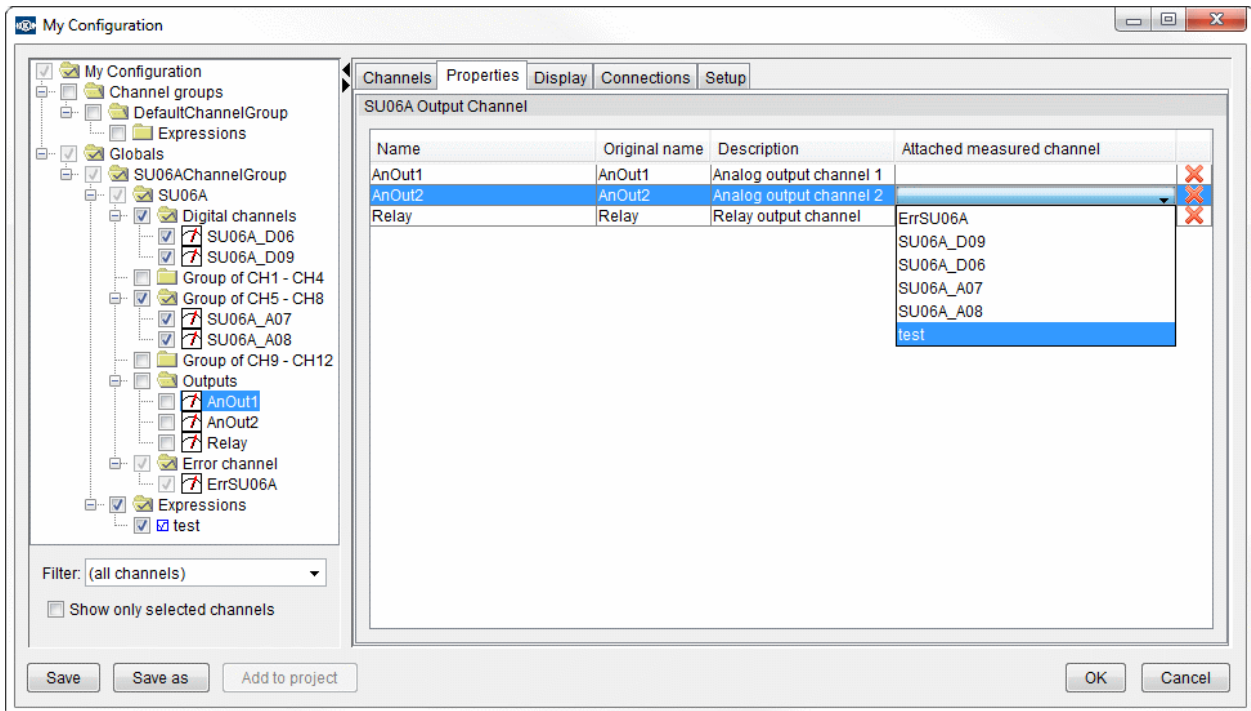 My Configuration
My Configuration
Channel groups
DefaultChannelGroup
Expressions
Globals
SU06AChannelGroup
SU06A
Digital channels
SU06A_D06
SU06A_D09
Group of CH1 - CH4
Group of CH5 - CH8
SU06A_A07
SU06A_A08
Group of CH9 - CH12
Outputs
AnOut1
AnOut2
Relay
Error channel
ErrSU06A
Expressions
test
Filter: (all channels)
Show only selected channels
Channels Properties Display Connections Setup
SU06A Output Channel
Name Original name Description Attached measured channel
AnOut1 AnOut1 Analog output channel 1
AnOut2 AnOut2 Analog output channel 2
Relay Relay Relay output channel
ErrSU06A
SU06A_D09
SU06A_D06
SU06A_A07
SU06A_A08
test
Save Save as Add to project OK Cancel